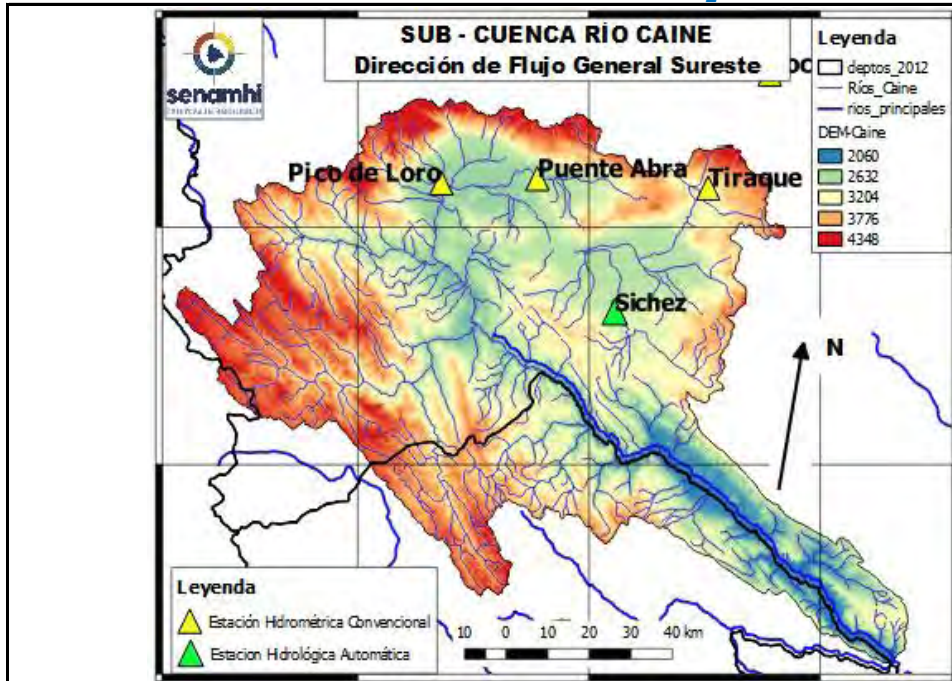 SUB - CUENCA RÍO CAINE
Dirección de Flujo General Sureste
senamhi
Leyenda
deptos_2012
Ríos_Caine
rios_principales
DEM-Caine
2060
2632
3204
3776
4348
Pico de Loro
Puente Abra
Tiraque
Sichez
N
Leyenda
Estación Hidrométrica Convencional
Estacion Hidrológica Automática
10 0 10 20 30 40 km